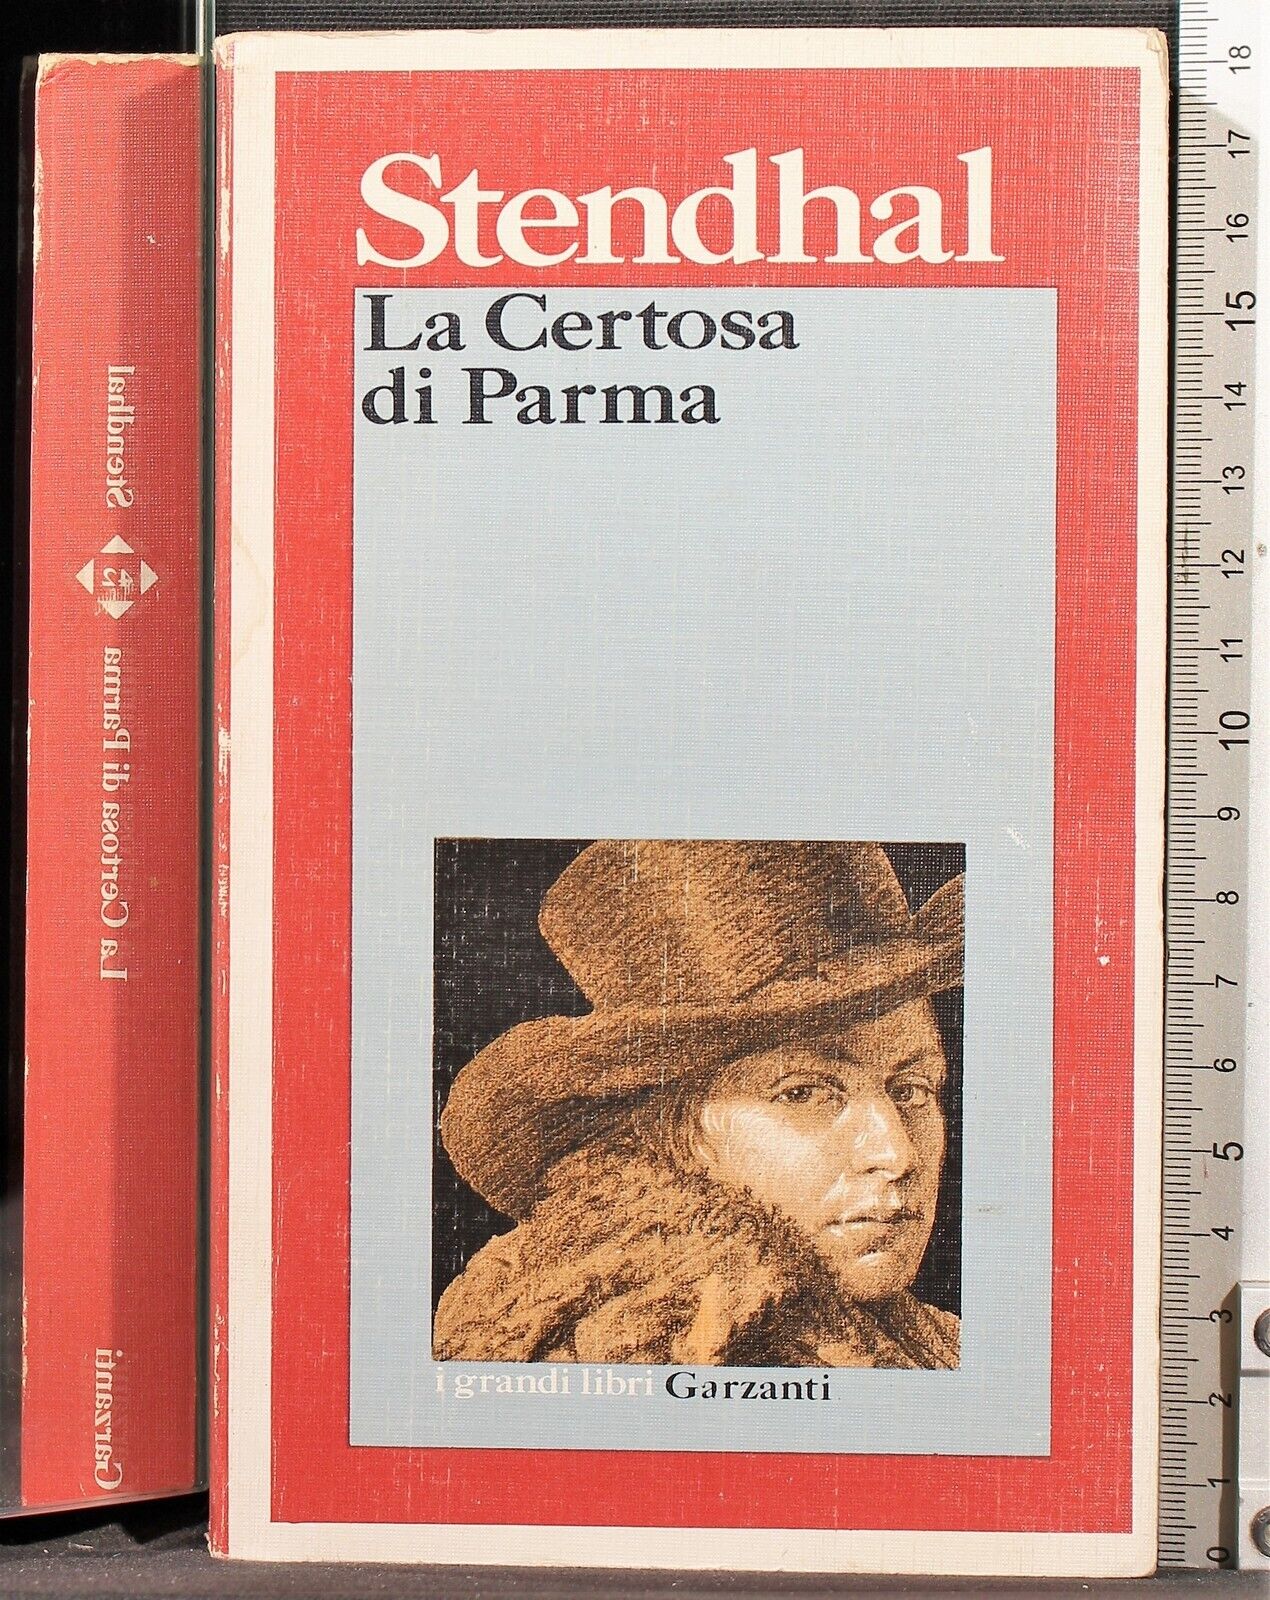 Stendhal
La Certosa
di Parma
i grandi libri Garzanti
Stendhal
La Certosa di Parma
Garzanti
18
17
16
15
14
13
12
11
10
9
8
7
6
5
4
3
2
1
0